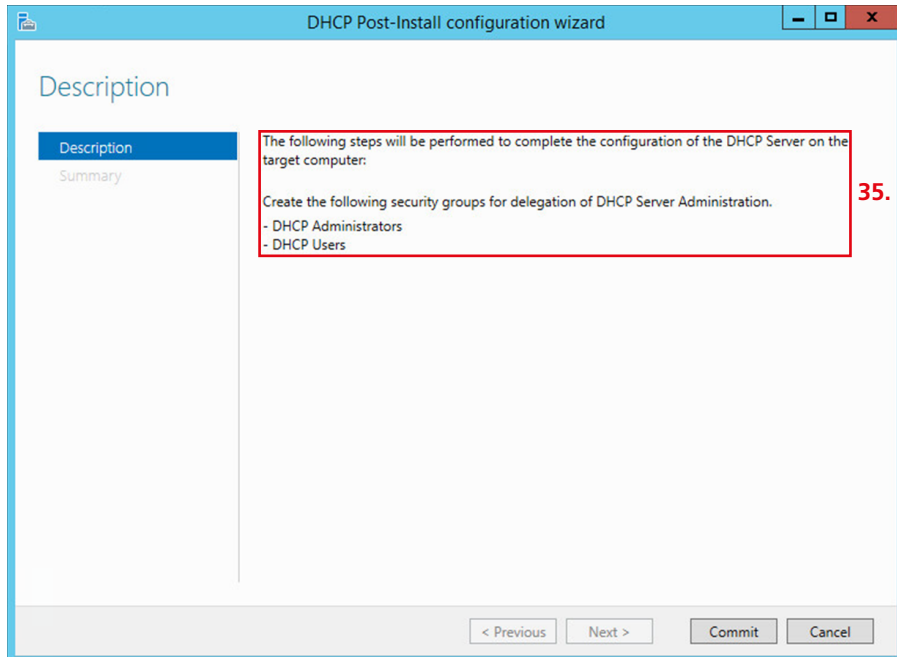 DHCP Post-Install configuration wizard
Description
Description
Summary
The following steps will be performed to complete the configuration of the DHCP Server on the
target computer:
Create the following security groups for delegation of DHCP Server Administration.
- DHCP Administrators
- DHCP Users
35.
< Previous
Next >
Commit
Cancel